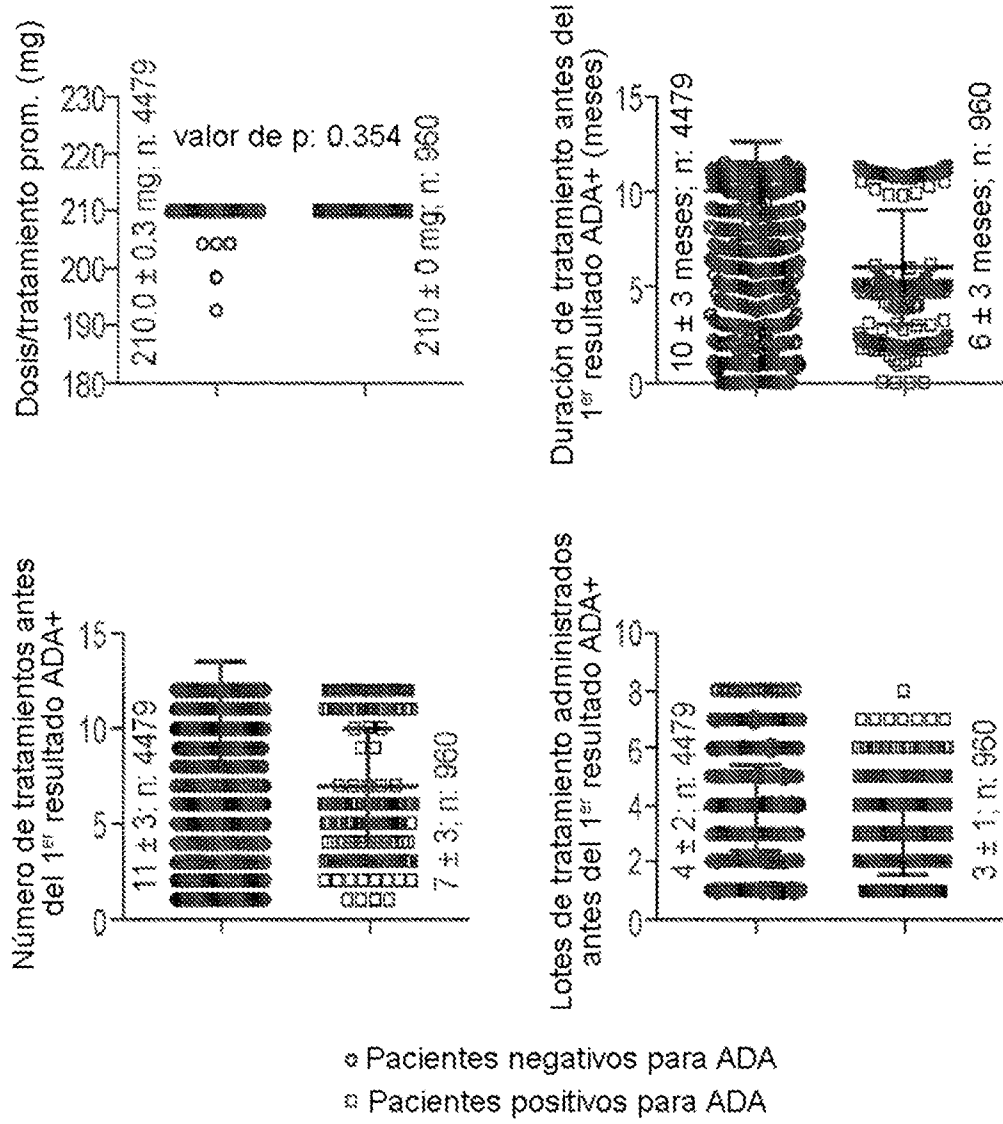 Dosis/tratamiento prom. (mg)
230
220
210
200
190
180
210.0 ± 0.3 mg; n: 4479
valor de p: 0.354
210 ± 0 mg; n: 960
Duración de tratamiento antes del
1er resultado ADA+ (meses)
15
10
5
0
10 ± 3 meses; n: 4479
6 ± 3 meses; n: 960
Número de tratamientos antes
del 1er resultado ADA+
15
10
5
0
11 ± 3; n: 4479
7 ± 3; n: 960
Lotes de tratamiento administrados
antes del 1er resultado ADA+
10
8
6
4
2
0
4 ± 2; n: 4479
3 ± 1; n: 960
Pacientes negativos para ADA
Pacientes positivos para ADA